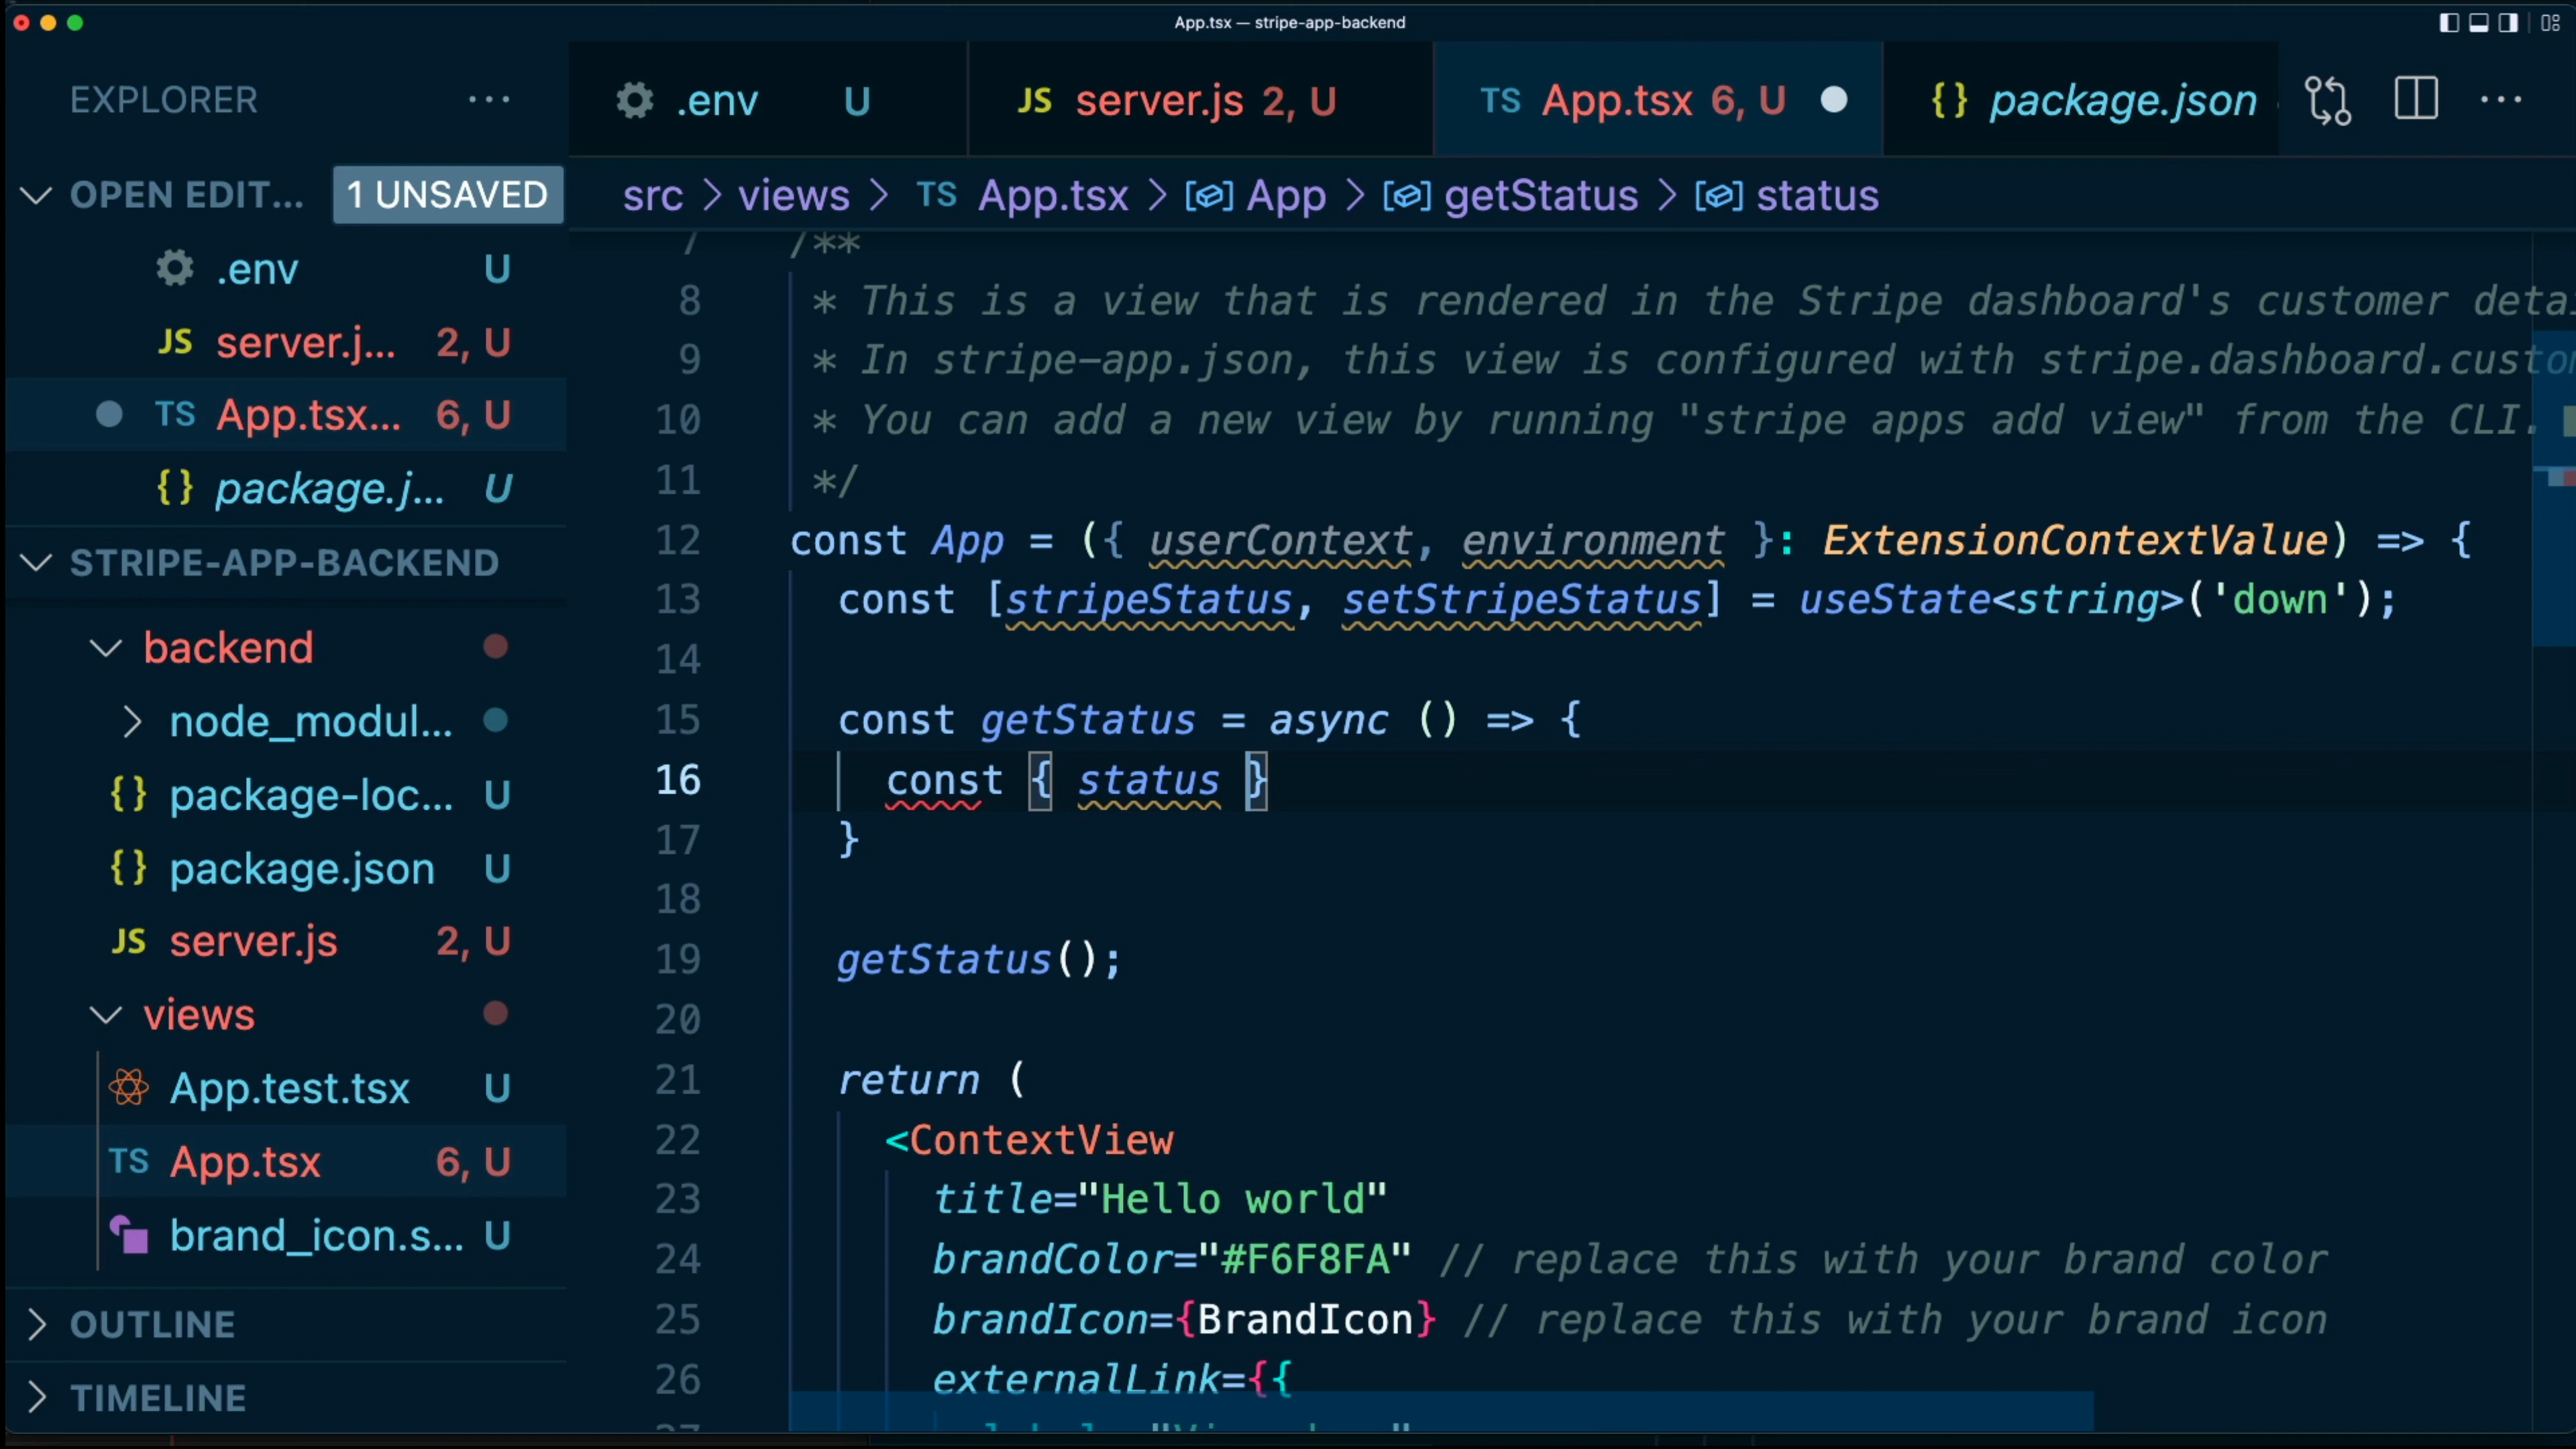 App.tsx — stripe-app-backend
EXPLORER
OPEN EDIT... 1 UNSAVED
.env U
JS server.j... 2, U
TS App.tsx... 6, U
{} package.j... U
STRIPE-APP-BACKEND
backend
node_modul...
{} package-loc... U
{} package.json U
JS server.js 2, U
views
App.test.tsx U
TS App.tsx 6, U
brand_icon.s... U
OUTLINE
TIMELINE
.env U JS server.js 2, U TS App.tsx 6, U {} package.json
src > views > TS App.tsx > App > getStatus > status
7 /**
8 * This is a view that is rendered in the Stripe dashboard's customer deta
9 * In stripe-app.json, this view is configured with stripe.dashboard.custom
10 * You can add a new view by running "stripe apps add view" from the CLI.
11 */
12 const App = ({ userContext, environment }: ExtensionContextValue) => {
13 const [stripeStatus, setStripeStatus] = useState<string>('down');
14
15 const getStatus = async () => {
16 const { status }
17 }
18
19 getStatus();
20
21 return (
22 <ContextView
23 title="Hello world"
24 brandColor="#F6F8FA" // replace this with your brand color
25 brandIcon={BrandIcon} // replace this with your brand icon
26 externalLink={{